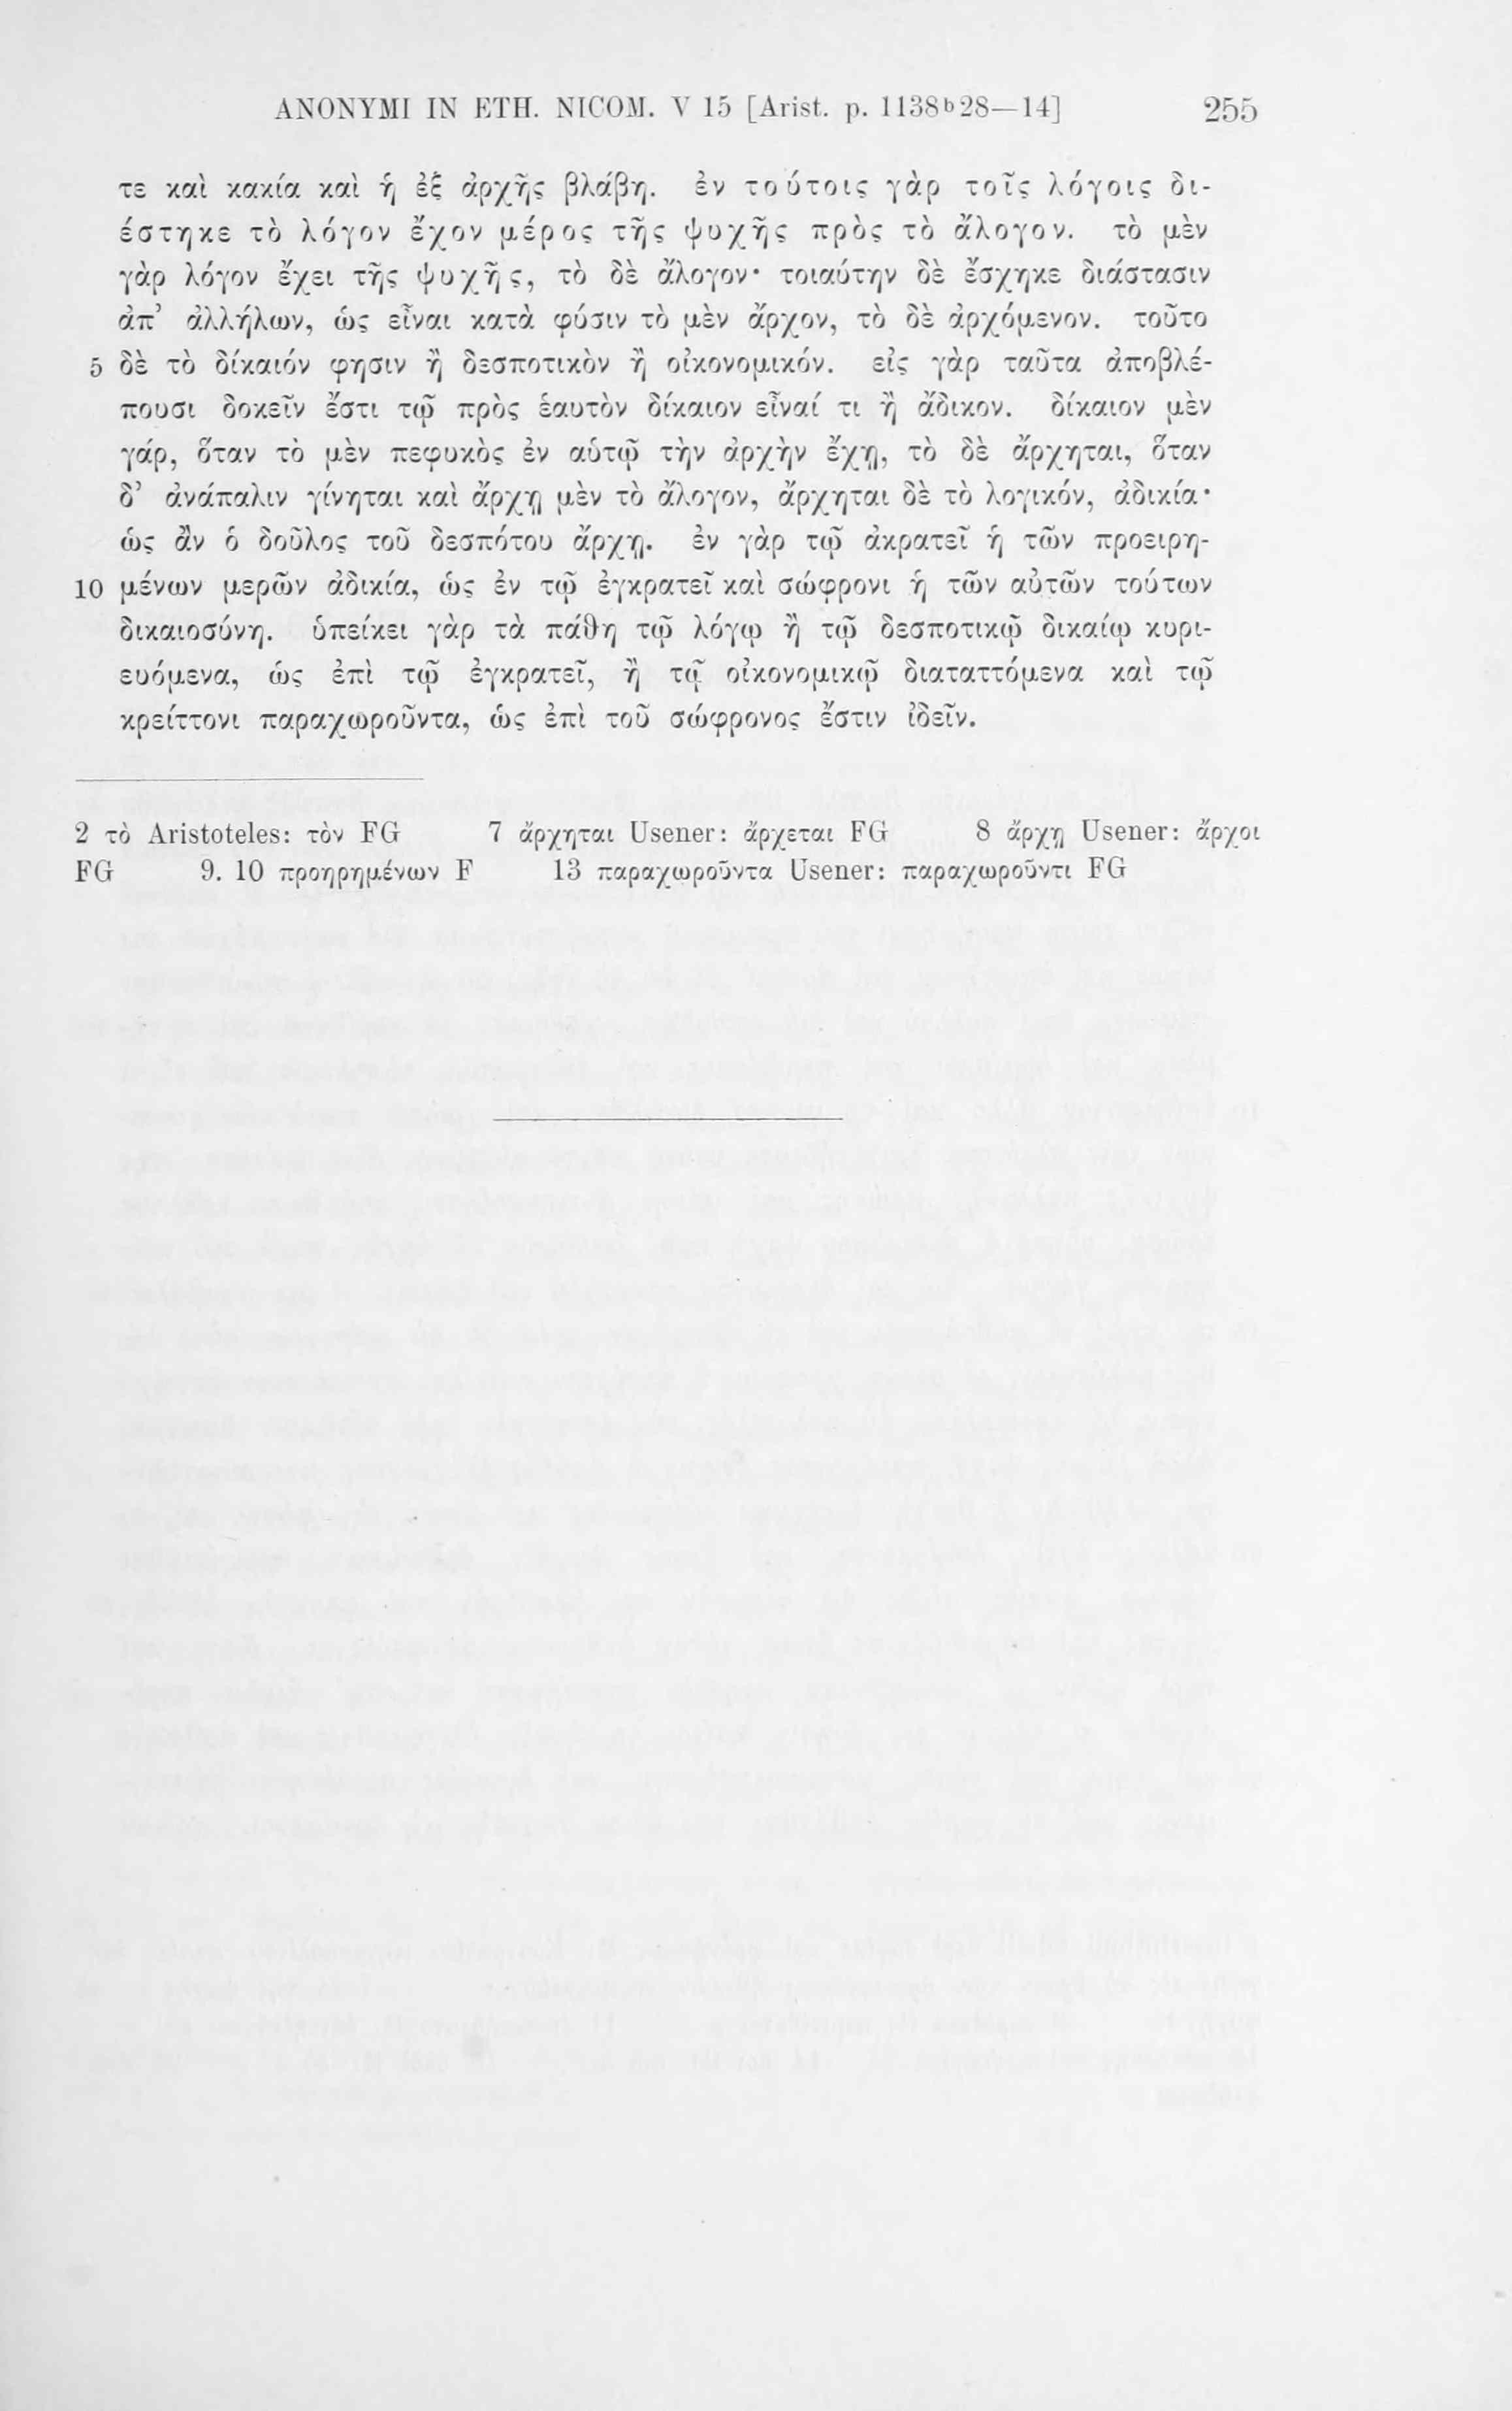 ANONYMI IN ETH. NICOM. V 15 [Arist. p. 1138ᵇ28—14] 255
τε καὶ κακία καὶ ἡ ἐξ ἀρχῆς βλάβη. ἐν τούτοις γὰρ τοῖς λόγοις δι-
έστηκε τὸ λόγον ἔχον μέρος τῆς ψυχῆς πρὸς τὸ ἄλογον. τὸ μὲν
γὰρ λόγον ἔχει τῆς ψυχῆς, τὸ δὲ ἄλογον· τοιαύτην δὲ ἔσχηκε διάστασιν
ἀπ’ ἀλλήλων, ὡς εἶναι κατὰ φύσιν τὸ μὲν ἄρχον, τὸ δὲ ἀρχόμενον. τοῦτο
5 δὲ τὸ δίκαιόν φησιν ἢ δεσποτικὸν ἢ οἰκονομικόν. εἰς γὰρ ταῦτα ἀποβλέ-
πουσι δοκεῖν ἔστι τῷ πρὸς ἑαυτὸν δίκαιον εἶναί τι ἢ ἄδικον. δίκαιον μὲν
γάρ, ὅταν τὸ μὲν πεφυκὸς ἐν αὑτῷ τὴν ἀρχὴν ἔχῃ, τὸ δὲ ἄρχηται, ὅταν
δ’ ἀνάπαλιν γίνηται καὶ ἄρχῃ μὲν τὸ ἄλογον, ἄρχηται δὲ τὸ λογικόν, ἀδικία·
ὡς ἂν ὁ δοῦλος τοῦ δεσπότου ἄρχῃ. ἐν γὰρ τῷ ἀκρατεῖ ἡ τῶν προειρη-
10 μένων μερῶν ἀδικία, ὡς ἐν τῷ ἐγκρατεῖ καὶ σώφρονι ἡ τῶν αὐτῶν τούτων
δικαιοσύνη. ὑπείκει γὰρ τὰ πάθη τῷ λόγῳ ἢ τῷ δεσποτικῷ δικαίῳ κυρι-
ευόμενα, ὡς ἐπὶ τῷ ἐγκρατεῖ, ἢ τῷ οἰκονομικῷ διαταττόμενα καὶ τῷ
κρείττονι παραχωροῦντα, ὡς ἐπὶ τοῦ σώφρονος ἔστιν ἰδεῖν.
2 τὸ Aristoteles: τὸν FG 7 ἄρχηται Usener: ἄρχεται FG 8 ἄρχῃ Usener: ἄρχοι
FG 9. 10 προηρημένων F 13 παραχωροῦντα Usener: παραχωροῦντι FG